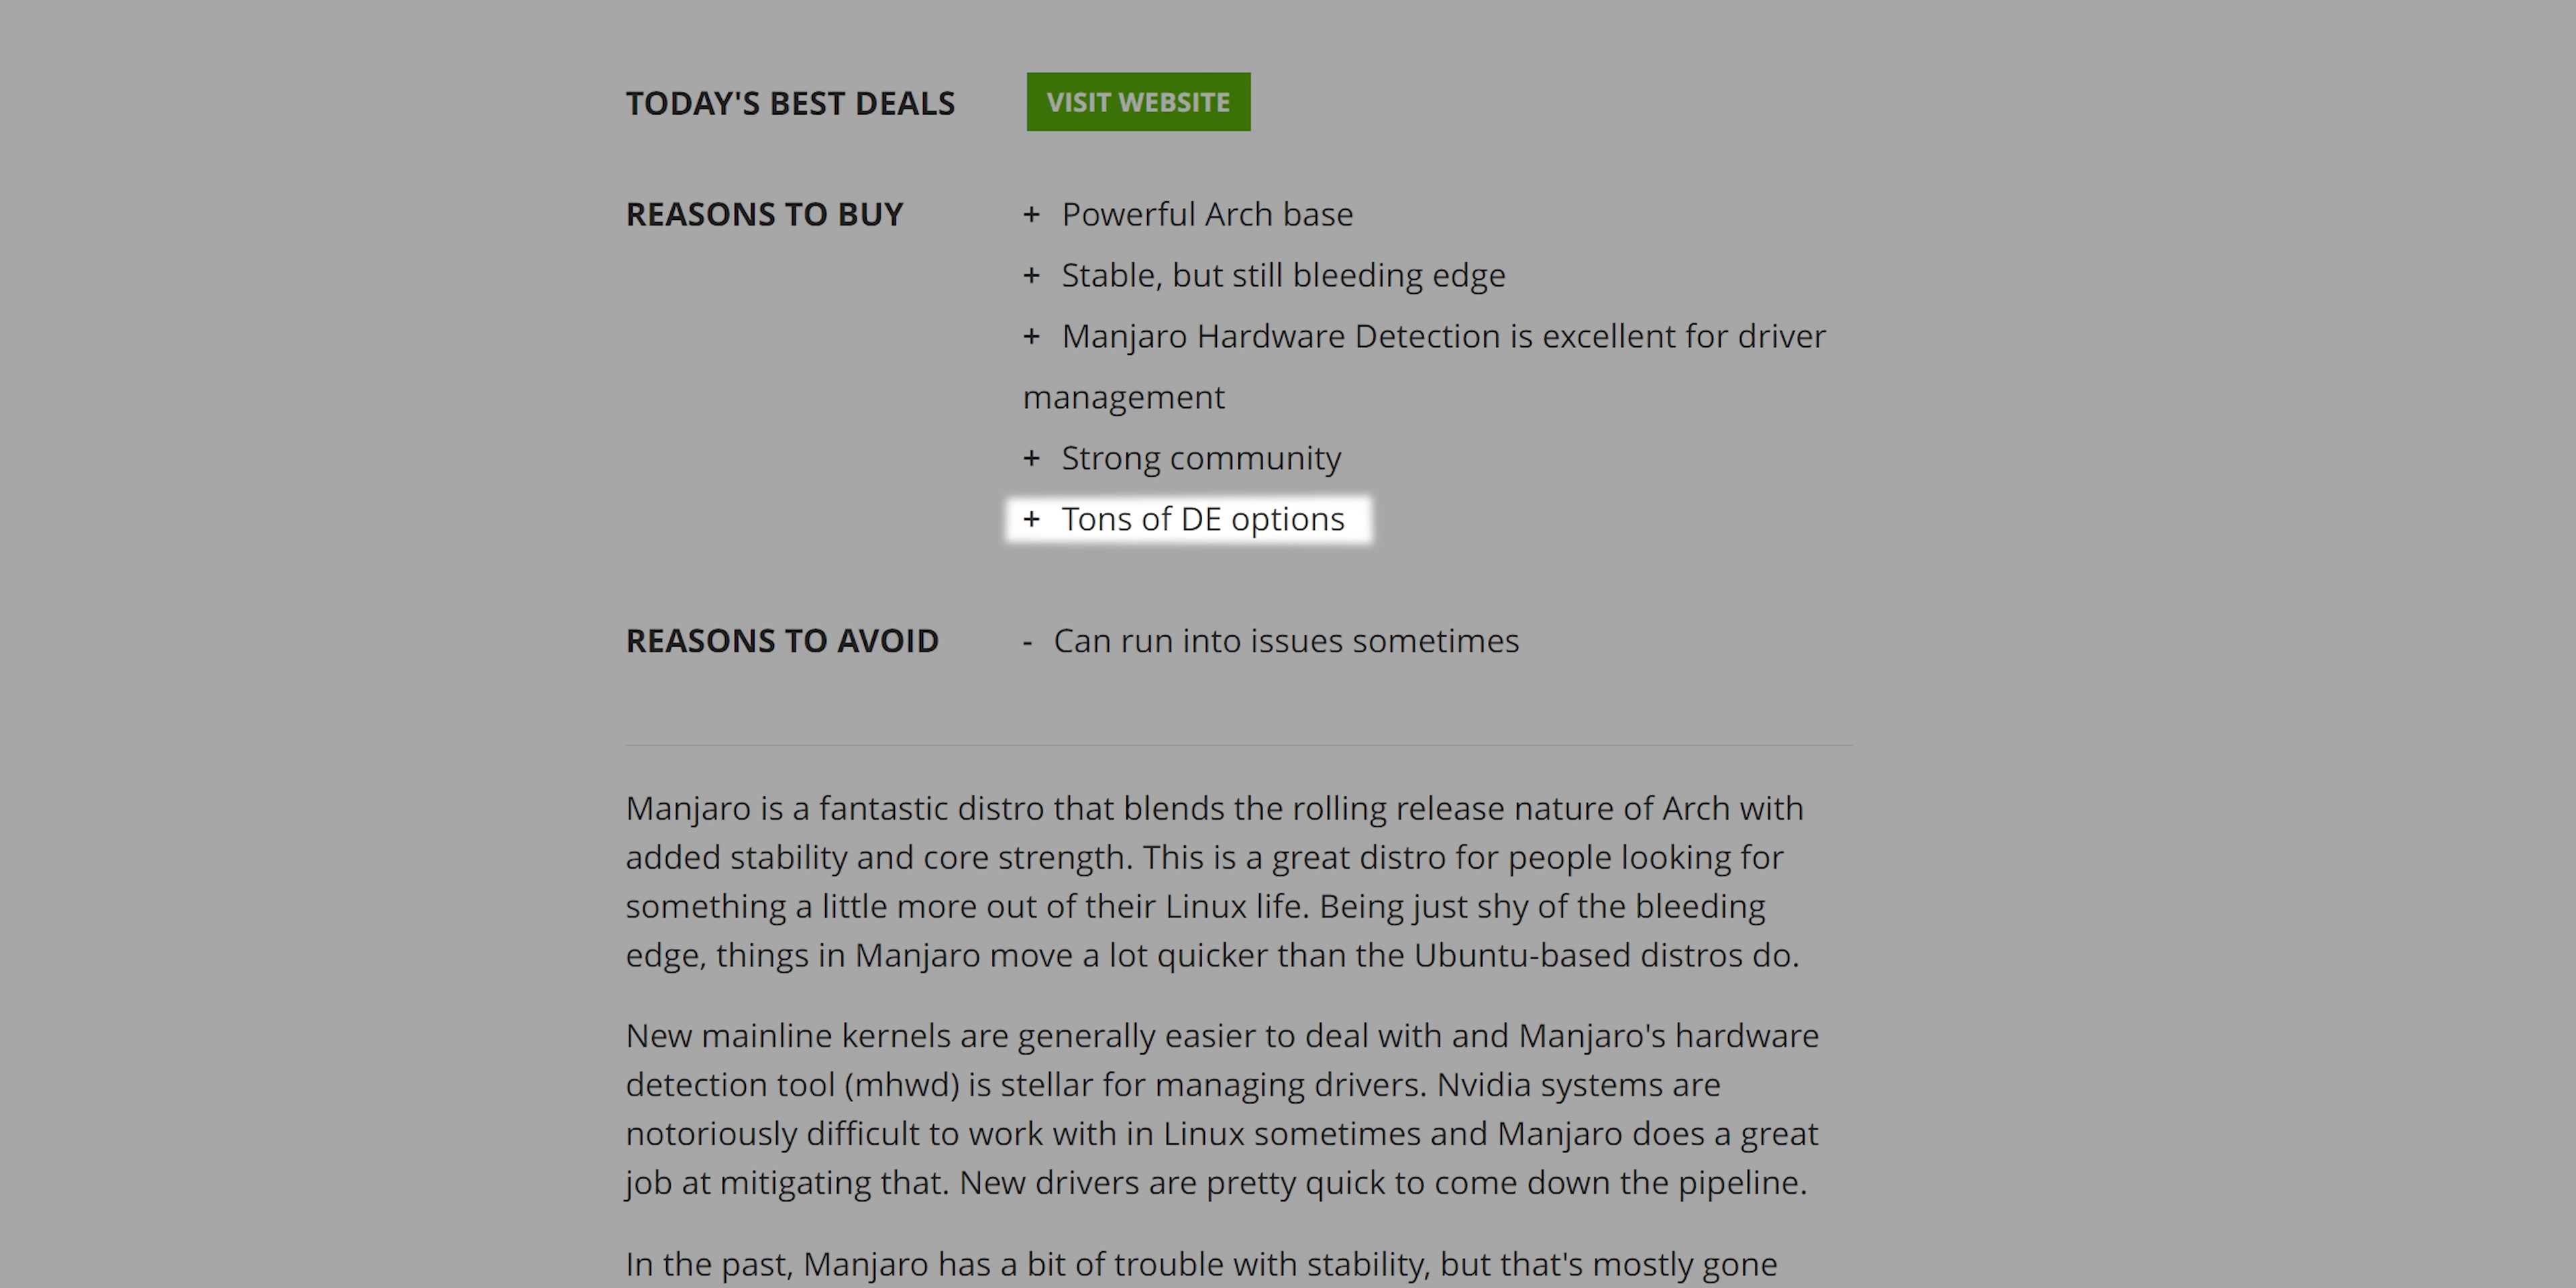 TODAY'S BEST DEALS
VISIT WEBSITE
REASONS TO BUY
+ Powerful Arch base
+ Stable, but still bleeding edge
+ Manjaro Hardware Detection is excellent for driver
management
+ Strong community
+ Tons of DE options
REASONS TO AVOID
- Can run into issues sometimes
Manjaro is a fantastic distro that blends the rolling release nature of Arch with
added stability and core strength. This is a great distro for people looking for
something a little more out of their Linux life. Being just shy of the bleeding
edge, things in Manjaro move a lot quicker than the Ubuntu-based distros do.
New mainline kernels are generally easier to deal with and Manjaro's hardware
detection tool (mhwd) is stellar for managing drivers. Nvidia systems are
notoriously difficult to work with in Linux sometimes and Manjaro does a great
job at mitigating that. New drivers are pretty quick to come down the pipeline.
In the past, Manjaro has a bit of trouble with stability, but that's mostly gone